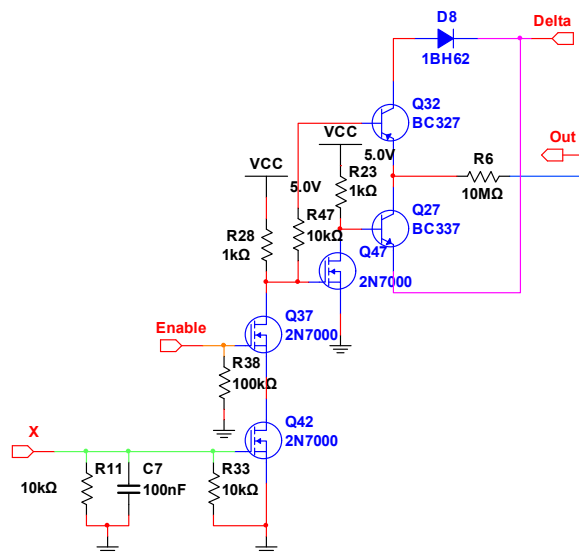 D8
Delta
1BH62
Q32
BC327
Out
VCC
5.0V
R6
10MΩ
VCC
R23
1kΩ
5.0V
R47
10kΩ
Q27
BC337
R28
1kΩ
Q47
2N7000
Enable
Q37
2N7000
R38
100kΩ
X
Q42
2N7000
R11
10kΩ
C7
100nF
R33
10kΩ